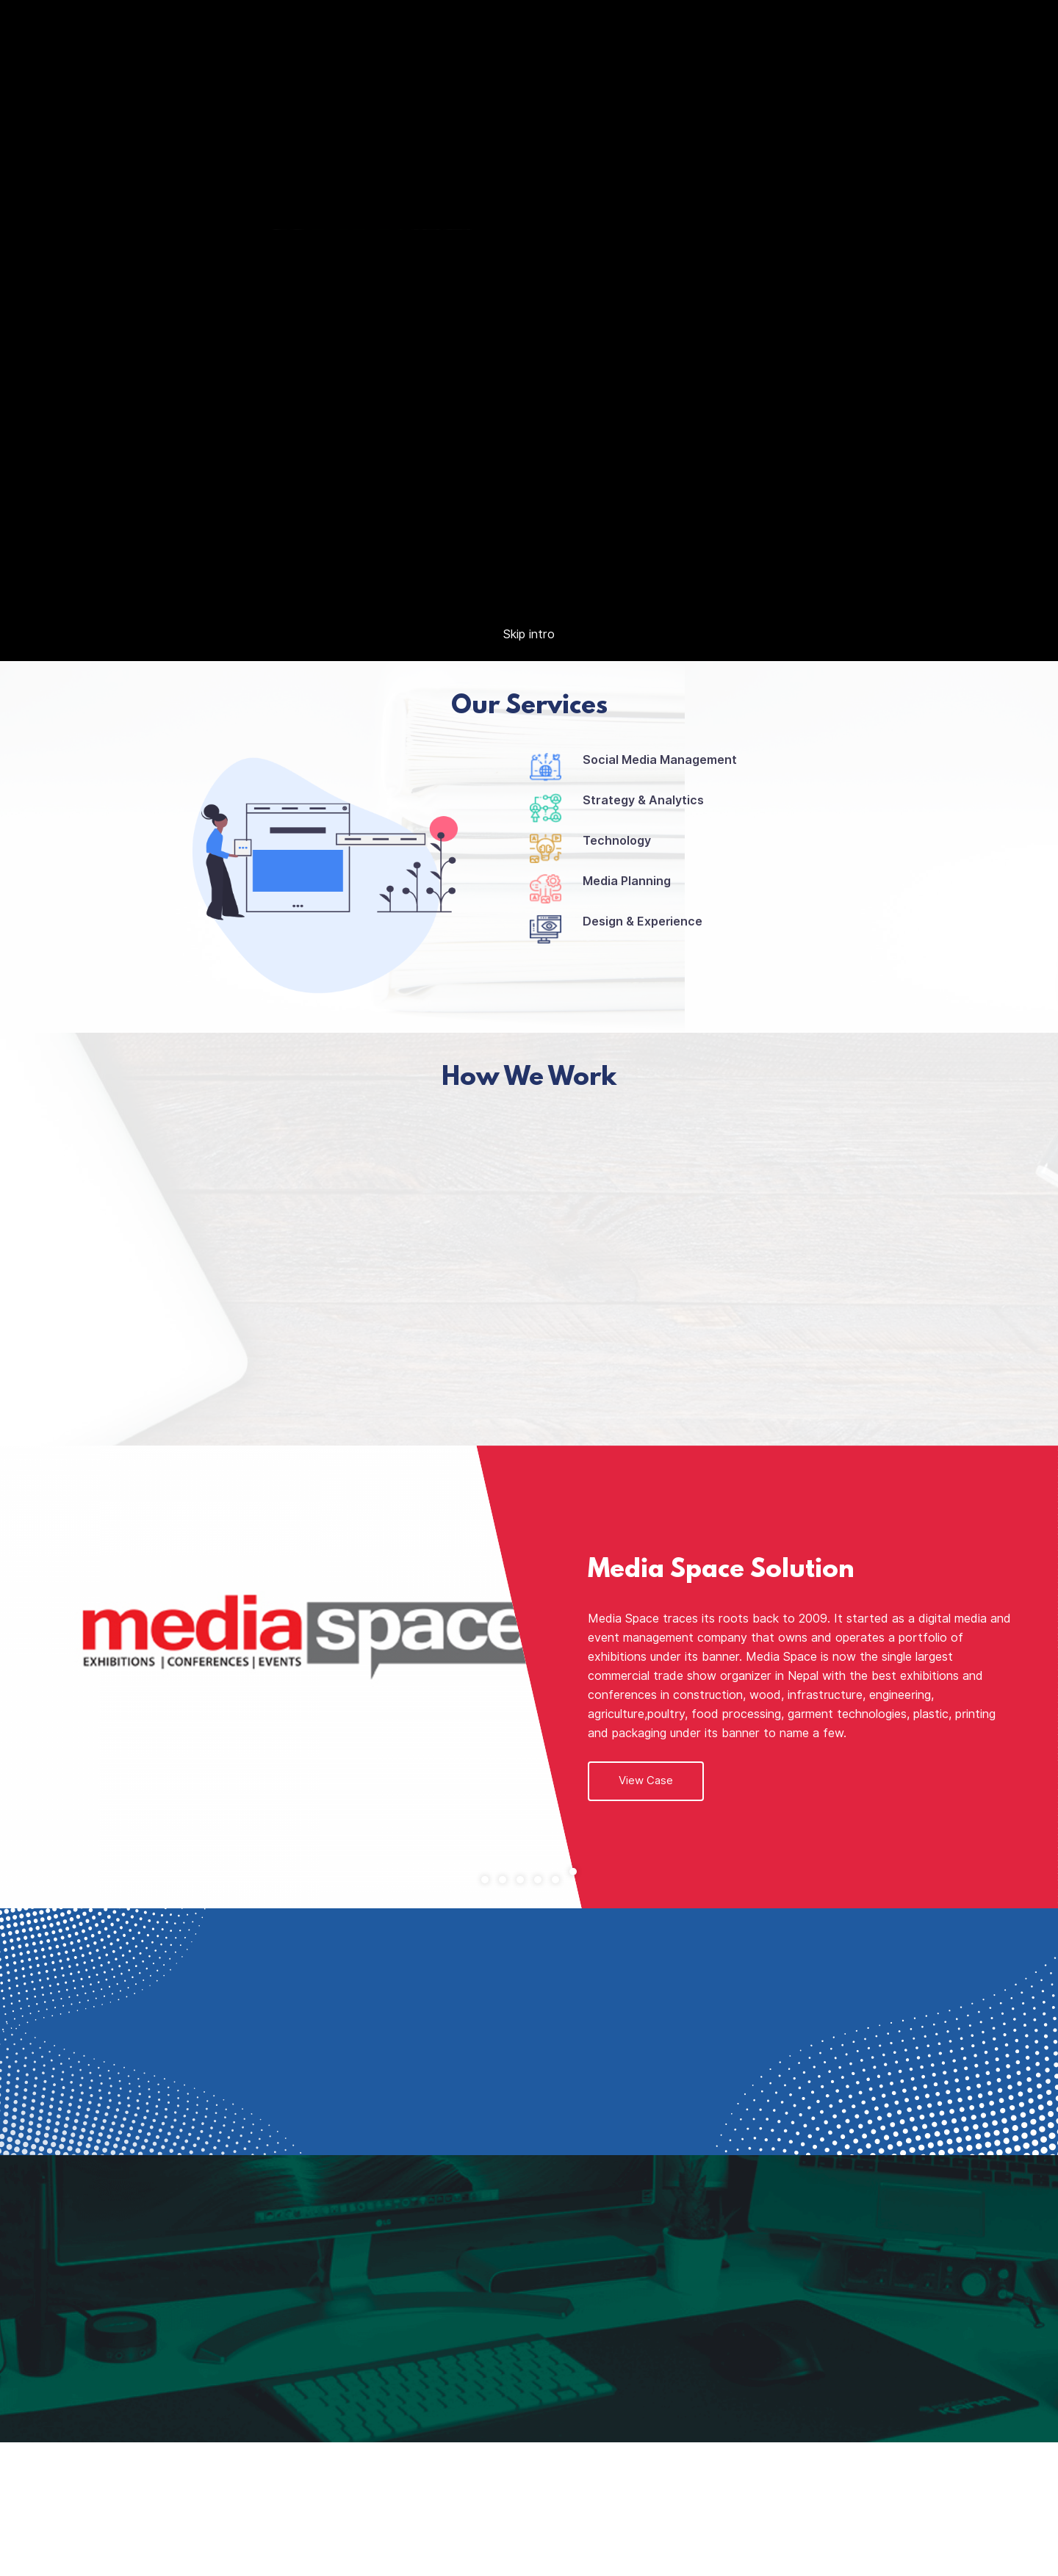 Skip intro
Our Services
Social Media Management
Strategy & Analytics
Technology
Media Planning
Design & Experience
How We Work
media space
EXHIBITIONS | CONFERENCES | EVENTS
Media Space Solution
Media Space traces its roots back to 2009. It started as a digital media and
event management company that owns and operates a portfolio of
exhibitions under its banner. Media Space is now the single largest
commercial trade show organizer in Nepal with the best exhibitions and
conferences in construction, wood, infrastructure, engineering,
agriculture,poultry, food processing, garment technologies, plastic, printing
and packaging under its banner to name a few.
View Case